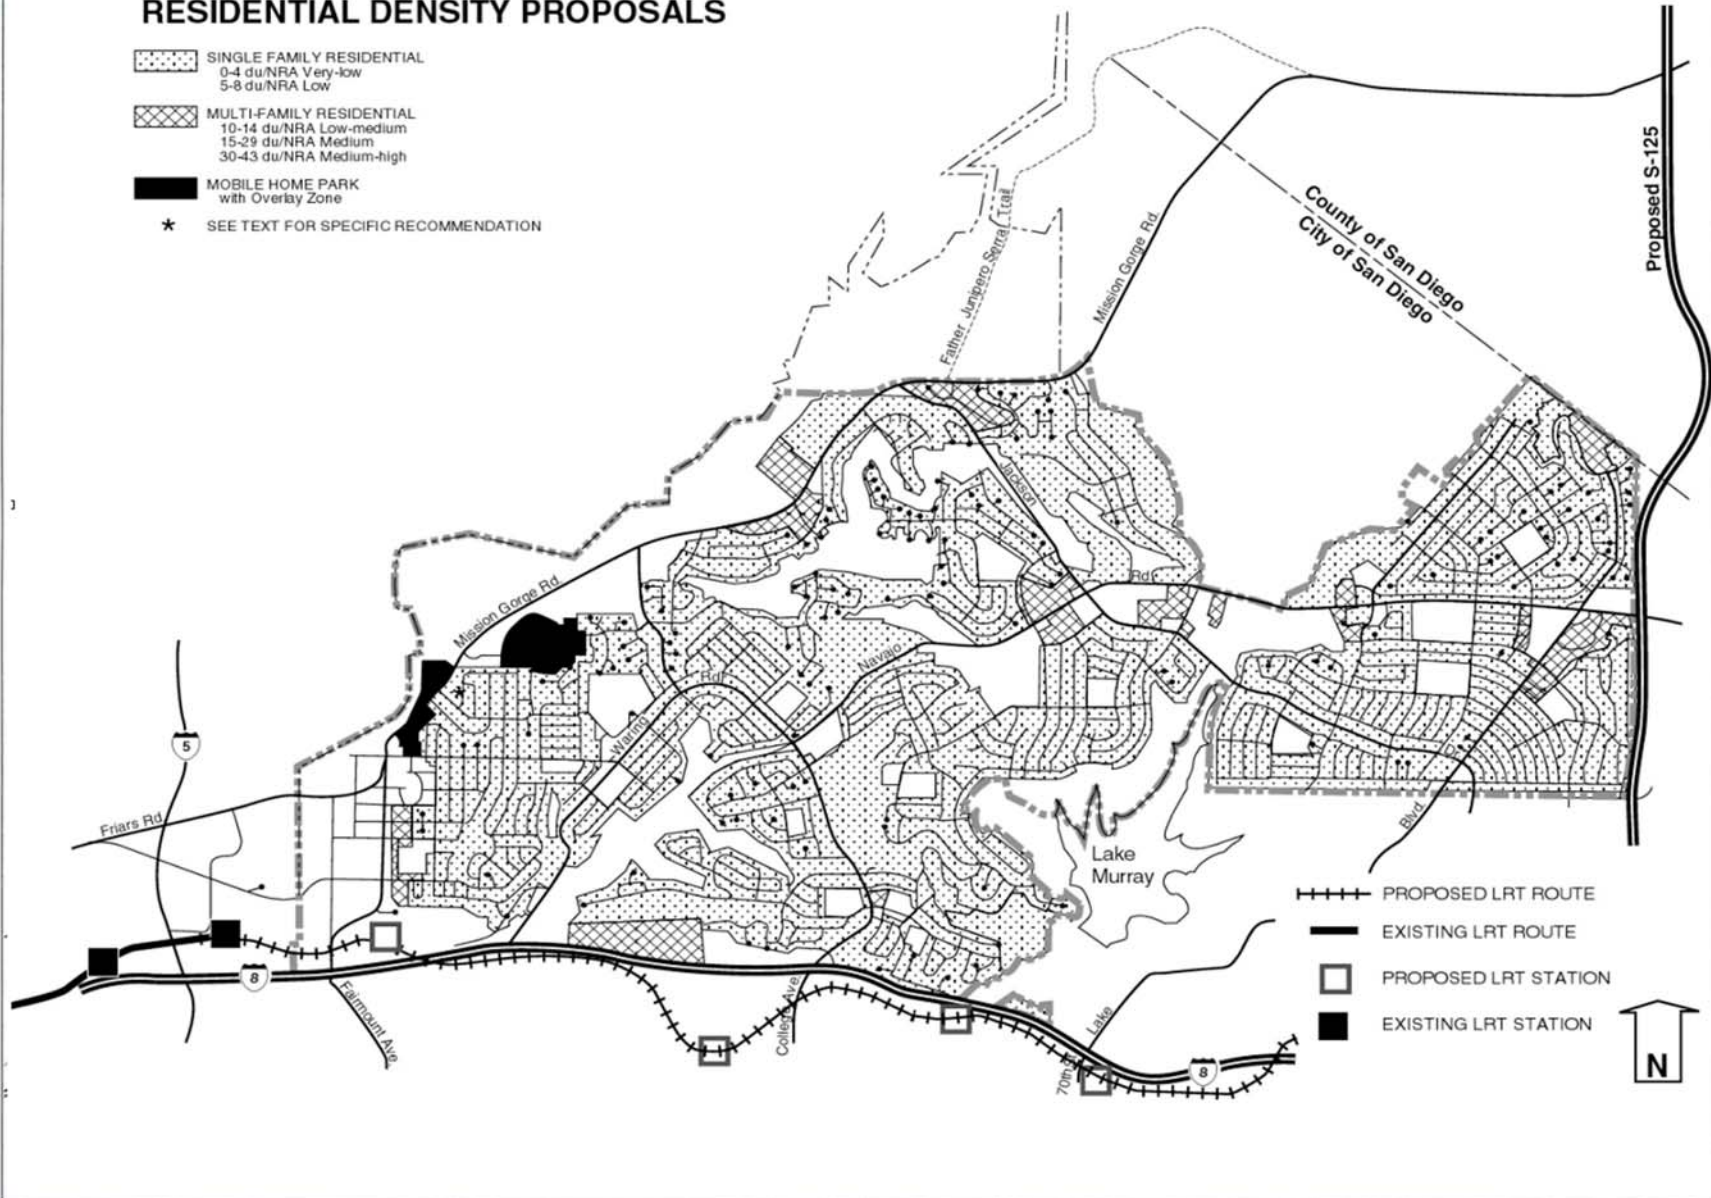 RESIDENTIAL DENSITY PROPOSALS
SINGLE FAMILY RESIDENTIAL
0-4 du/NRA Very-low
5-8 du/NRA Low
MULTI-FAMILY RESIDENTIAL
10-14 du/NRA Low-medium
15-29 du/NRA Medium
30-43 du/NRA Medium-high
MOBILE HOME PARK
with Overlay Zone
* SEE TEXT FOR SPECIFIC RECOMMENDATION
Proposed S-125
County of San Diego
City of San Diego
Mission Gorge Rd.
Father Junipero Serra Trail
Jackson
Rd.
Mission Gorge Rd.
Navajo
Rd.
Waring
5
Friars Rd.
Blvd.
Lake
Murray
*
8
Fairmount Ave.
College Ave.
Lake
70th St.
8
PROPOSED LRT ROUTE
EXISTING LRT ROUTE
PROPOSED LRT STATION
EXISTING LRT STATION
N